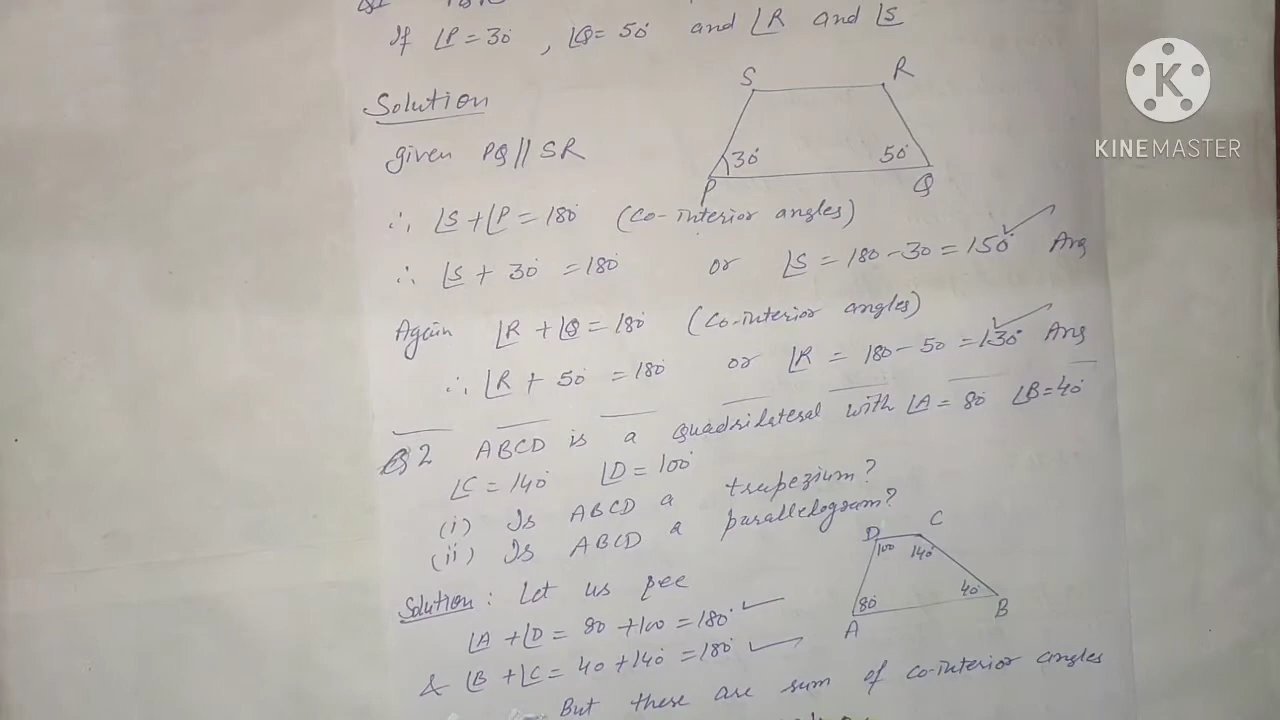 If ∠P = 30° , ∠Q = 50° and ∠R and ∠S
Solution
given PQ // SR
S R
30° 50°
P Q
∴ ∠S + ∠P = 180° (Co-interior angles)
∴ ∠S + 30° = 180° or ∠S = 180 - 30 = 150° Ans
Again ∠R + ∠Q = 180° (Co-interior angles)
∴ ∠R + 50° = 180° or ∠R = 180 - 50 = 130° Ans
Q2 ABCD is a quadrilateral with ∠A = 80° ∠B = 40°
∠C = 140° ∠D = 100°
(i) Is ABCD a trapezium?
(ii) Is ABCD a parallelogram?
D C
100 140°
80° 40°
A B
Solution : Let us see
∠A + ∠D = 80 + 100 = 180°
& ∠B + ∠C = 40 + 140° = 180°
But these are sum of co-interior angles
K
KINEMASTER